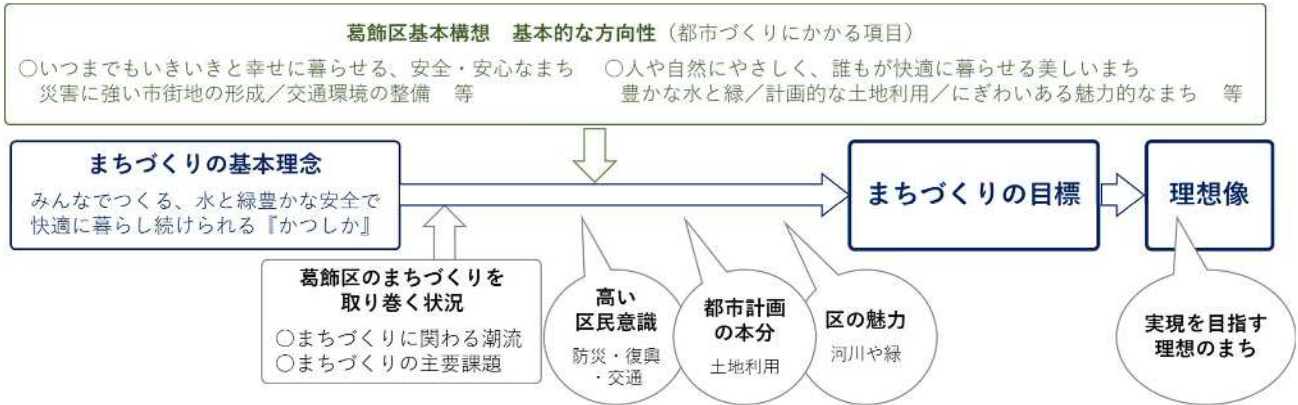 葛飾区基本構想　基本的な方向性（都市づくりにかかる項目）
○いつまでもいきいきと幸せに暮らせる、安全・安心なまち
災害に強い市街地の形成／交通環境の整備　等
○人や自然にやさしく、誰もが快適に暮らせる美しいまち
豊かな水と緑／計画的な土地利用／にぎわいある魅力的なまち　等
まちづくりの基本理念
みんなでつくる、水と緑豊かな安全で
快適に暮らし続けられる『かつしか』
まちづくりの目標
理想像
葛飾区のまちづくりを
取り巻く状況
○まちづくりに関わる潮流
○まちづくりの主要課題
高い
区民意識
防災・復興
・交通
都市計画
の本分
土地利用
区の魅力
河川や緑
実現を目指す
理想のまち